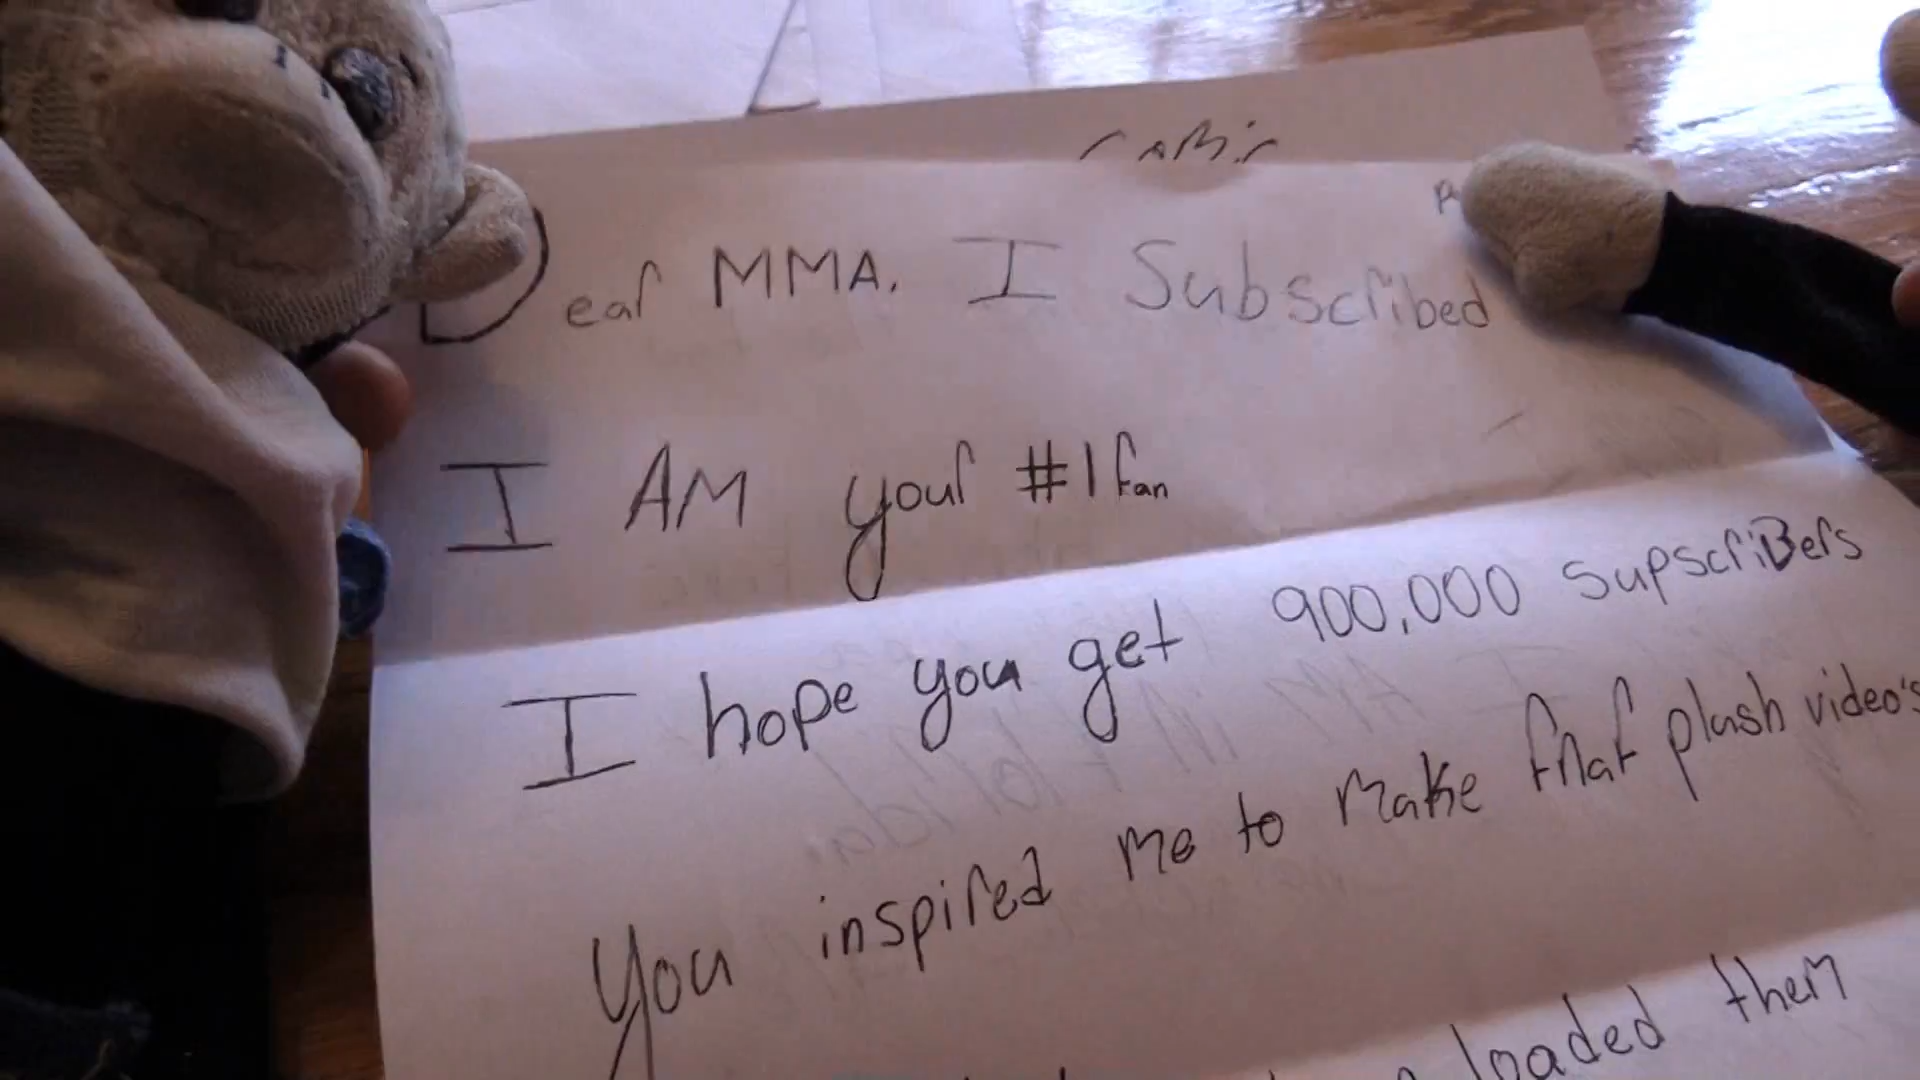 ramir
Dear MMA. I Subscribed
I AM your #1 fan
I hope you get 900,000 supscriBers
You inspired me to Make fnaf plush video's
loaded them